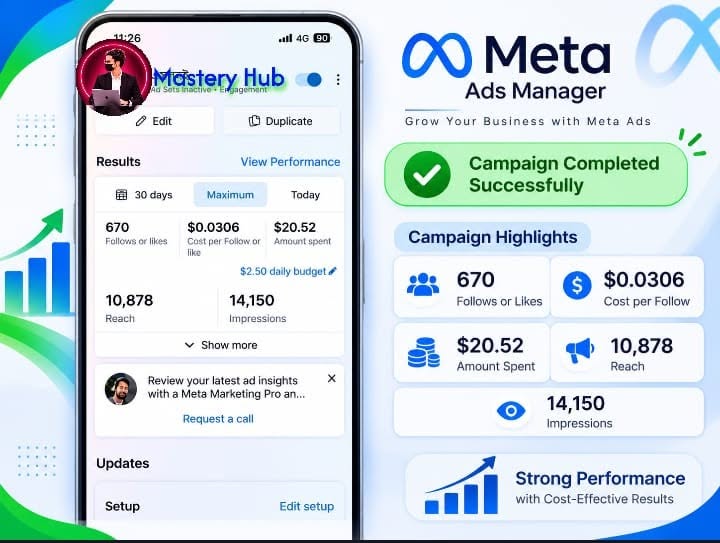 11:26
4G 90
Mastery Hub
Ad Sets Inactive • Engagement
Edit
Duplicate
Results
View Performance
30 days
Maximum
Today
670
Follows or likes
$0.0306
Cost per Follow or
like
$20.52
Amount spent
$2.50 daily budget
10,878
Reach
14,150
Impressions
Show more
Review your latest ad insights
with a Meta Marketing Pro an...
Request a call
Updates
Setup
Edit setup
Meta
Ads Manager
Grow Your Business with Meta Ads
Campaign Completed
Successfully
Campaign Highlights
670
Follows or Likes
$0.0306
Cost per Follow
$20.52
Amount Spent
10,878
Reach
14,150
Impressions
Strong Performance
with Cost-Effective Results